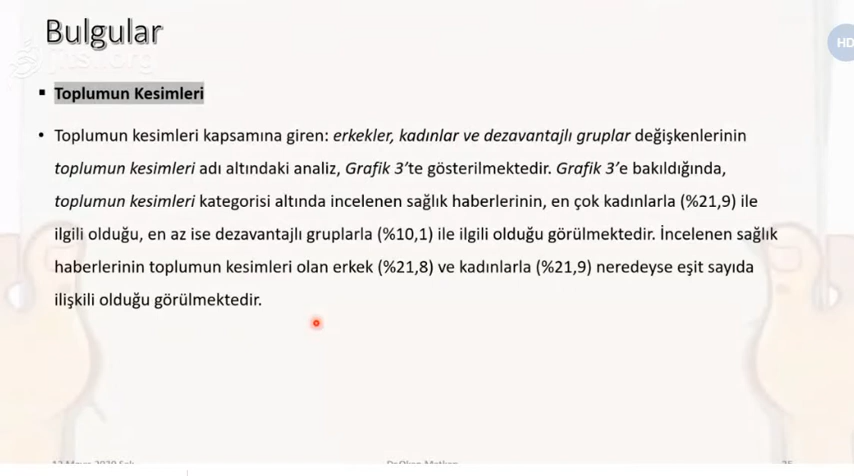 Bulgular
HD
▪ Toplumun Kesimleri
• Toplumun kesimleri kapsamına giren: erkekler, kadınlar ve dezavantajlı gruplar değişkenlerinin
toplumun kesimleri adı altındaki analiz, Grafik 3’te gösterilmektedir. Grafik 3’e bakıldığında,
toplumun kesimleri kategorisi altında incelenen sağlık haberlerinin, en çok kadınlarla (%21,9) ile
ilgili olduğu, en az ise dezavantajlı gruplarla (%10,1) ile ilgili olduğu görülmektedir. İncelenen sağlık
haberlerinin toplumun kesimleri olan erkek (%21,8) ve kadınlarla (%21,9) neredeyse eşit sayıda
ilişkili olduğu görülmektedir.